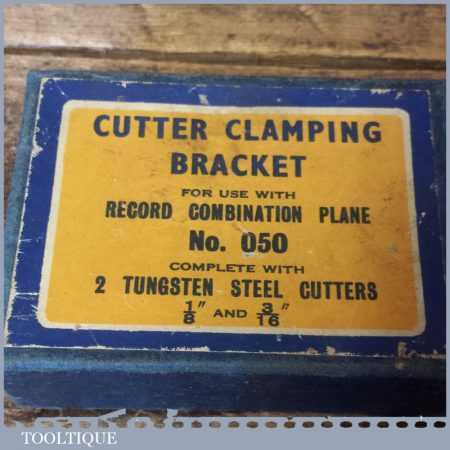 CUTTER CLAMPING
BRACKET
FOR USE WITH
RECORD COMBINATION PLANE
No. 050
COMPLETE WITH
2 TUNGSTEN STEEL CUTTERS
1/8" AND 3/16"
TOOLTIQUE